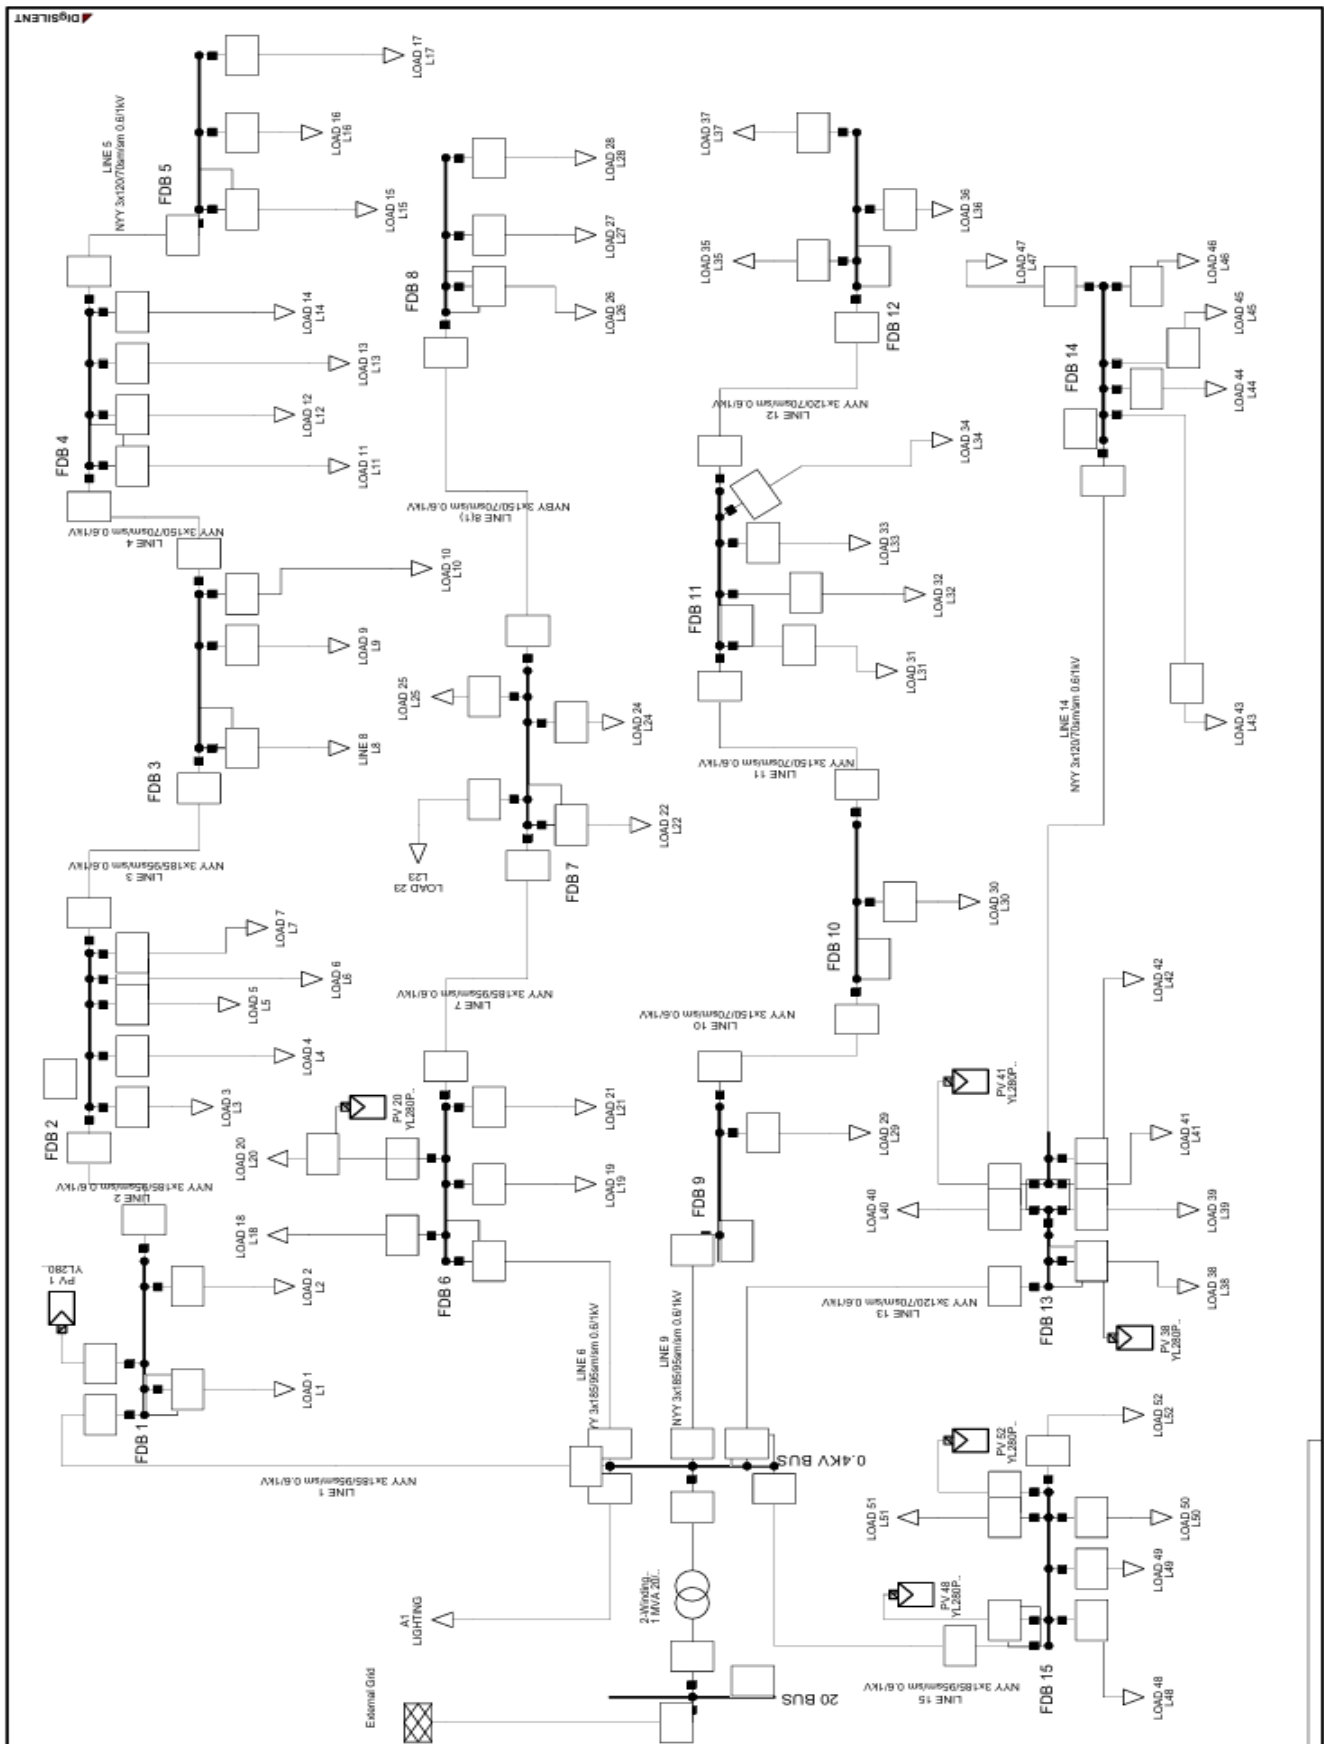 DIgSILENT
LOAD 17
L17
LOAD 16
L16
LINE 5
NYY 3x120/70sm/sm 0.6/1kV
FDB 5
LOAD 15
L15
LOAD 28
L28
LOAD 27
L27
FDB 8
LOAD 26
L26
LOAD 37
L37
LOAD 36
L36
LOAD 35
L35
FDB 12
LOAD 47
L47
LOAD 46
L46
LOAD 45
L45
FDB 14
LOAD 44
L44
LOAD 14
L14
LOAD 13
L13
LOAD 12
L12
FDB 4
LOAD 11
L11
NYY 3x150/70sm/sm 0.6/1kV
LINE 4
NYBY 3x150/70sm/sm 0.6/1kV
LINE 8(1)
NYY 3x120/70sm/sm 0.6/1kV
LINE 12
LOAD 34
L34
LOAD 33
L33
LOAD 32
L32
FDB 11
LOAD 31
L31
LOAD 10
L10
LOAD 9
L9
LINE 8
L8
FDB 3
LOAD 25
L25
LOAD 24
L24
LOAD 43
L43
LINE 14
NYY 3x120/70sm/sm 0.6/1kV
NYY 3x150/70sm/sm 0.6/1kV
LINE 11
NYY 3x185/95sm/sm 0.6/1kV
LINE 3
LOAD 23
L23
LOAD 22
L22
FDB 7
LOAD 30
L30
FDB 10
LOAD 7
L7
LOAD 6
L6
LOAD 5
L5
LOAD 4
L4
LOAD 3
L3
FDB 2
NYY 3x185/95sm/sm 0.6/1kV
LINE 7
NYY 3x150/70sm/sm 0.6/1kV
LINE 10
LOAD 42
L42
PV 41
YL280P..
PV 20
YL280P..
LOAD 21
L21
LOAD 20
L20
LOAD 19
L19
LOAD 18
L18
FDB 6
LOAD 29
L29
FDB 9
LOAD 41
L41
LOAD 40
L40
LOAD 39
L39
LOAD 38
L38
FDB 13
PV 38
YL280P..
NYY 3x120/70sm/sm 0.6/1kV
LINE 13
NYY 3x185/95sm/sm 0.6/1kV
LINE 2
PV 1
YL280..
LOAD 2
L2
LOAD 1
L1
FDB 1
NYY 3x185/95sm/sm 0.6/1kV
LINE 1
LINE 6
YY 3x185/95sm/sm 0.6/1kV
LINE 9
NYY 3x185/95sm/sm 0.6/1kV
0.4KV BUS
LOAD 52
L52
PV 52
YL280P..
LOAD 51
L51
LOAD 50
L50
LOAD 49
L49
PV 48
YL280P..
LOAD 48
L48
FDB 15
NYY 3x185/95sm/sm 0.6/1kV
LINE 15
2-Winding..
1 MVA 20/..
A1
LIGHTING
External Grid
20 BUS